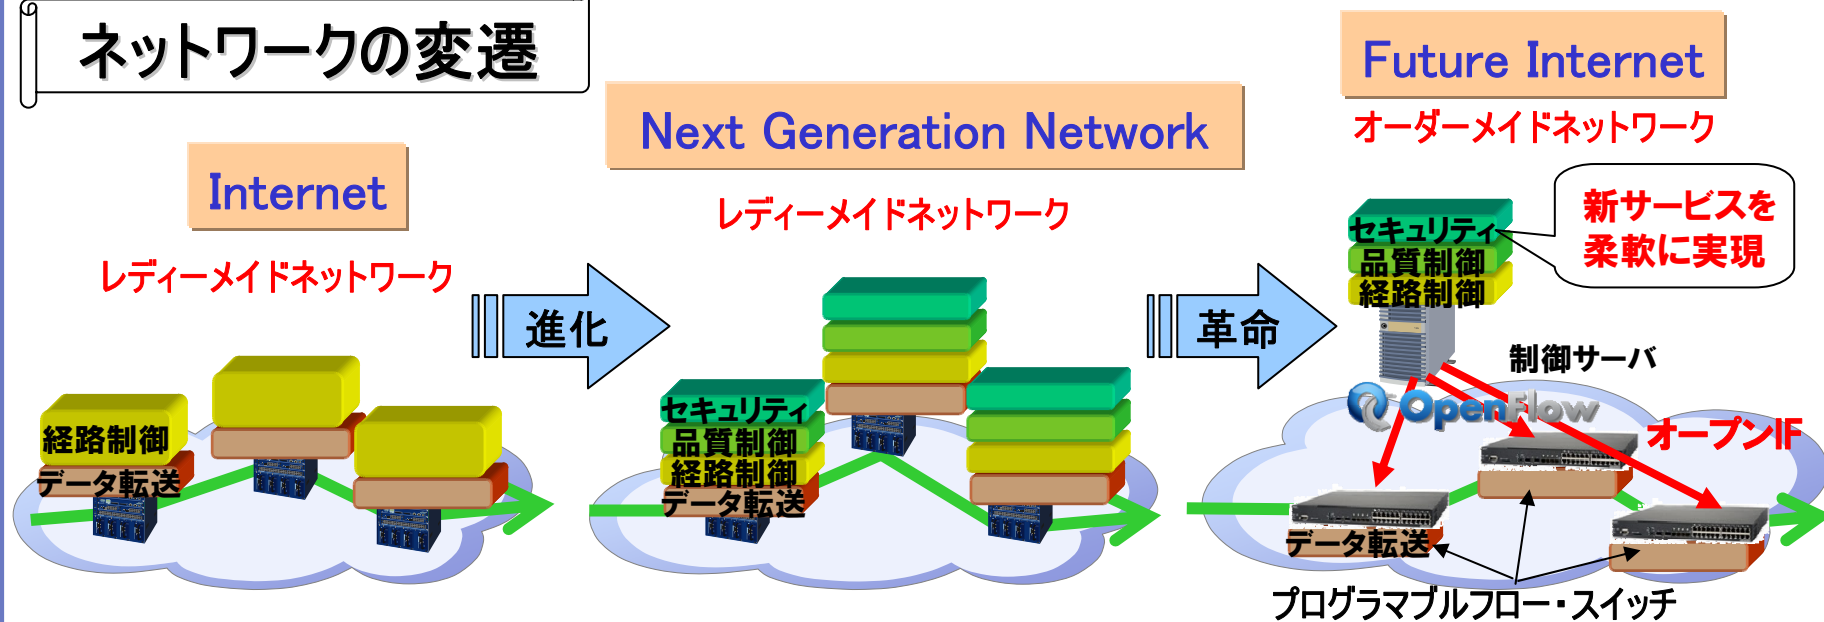 ネットワークの変遷
Internet
レディーメイドネットワーク
経路制御
データ転送
進化
Next Generation Network
レディーメイドネットワーク
セキュリティ
品質制御
経路制御
データ転送
革命
Future Internet
オーダーメイドネットワーク
新サービスを
柔軟に実現
セキュリティ
品質制御
経路制御
制御サーバ
OpenFlow
オープンIF
データ転送
プログラマブルフロー・スイッチ